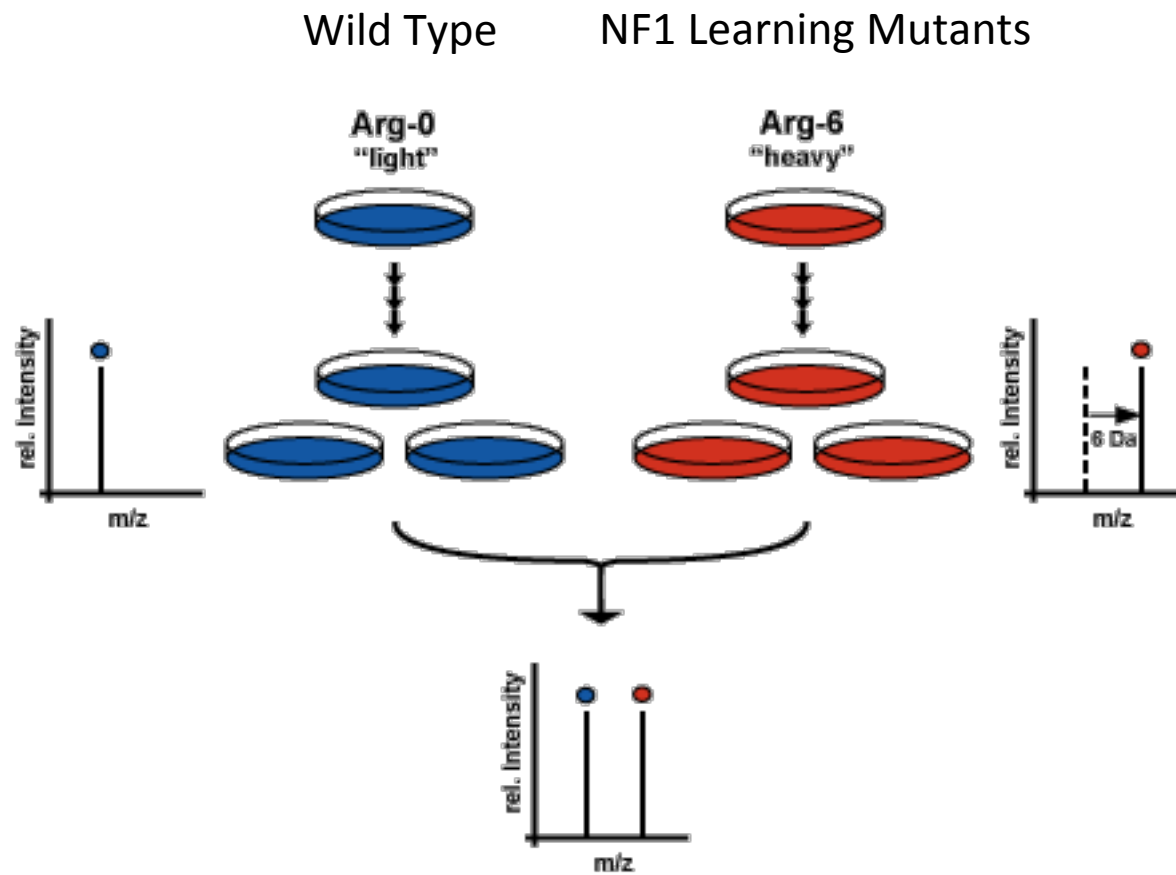 Wild Type
NF1 Learning Mutants
Arg-0
"light"
Arg-6
"heavy"
rel. Intensity
m/z
rel. Intensity
6 Da
m/z
rel. Intensity
m/z